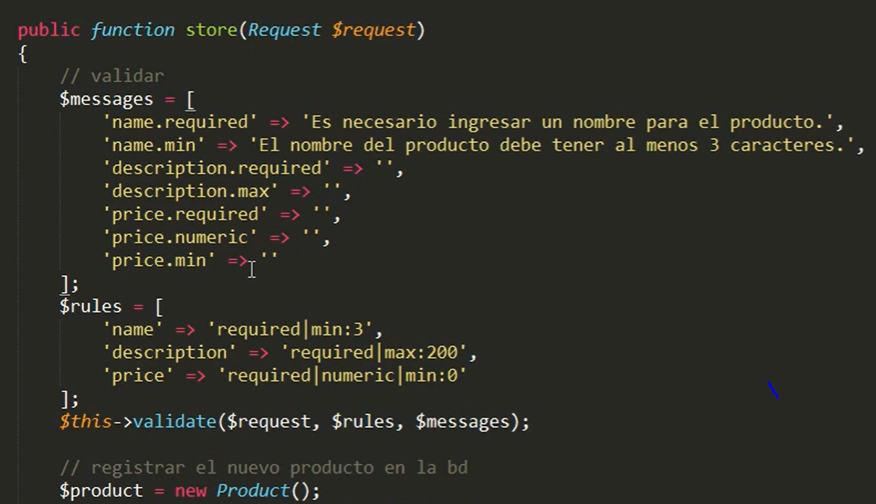 public function store(Request $request)
{
// validar
$messages = [
'name.required' => 'Es necesario ingresar un nombre para el producto.',
'name.min' => 'El nombre del producto debe tener al menos 3 caracteres.',
'description.required' => '',
'description.max' => '',
'price.required' => '',
'price.numeric' => '',
'price.min' => ''
];
$rules = [
'name' => 'required|min:3',
'description' => 'required|max:200',
'price' => 'required|numeric|min:0'
];
$this->validate($request, $rules, $messages);
// registrar el nuevo producto en la bd
$product = new Product();